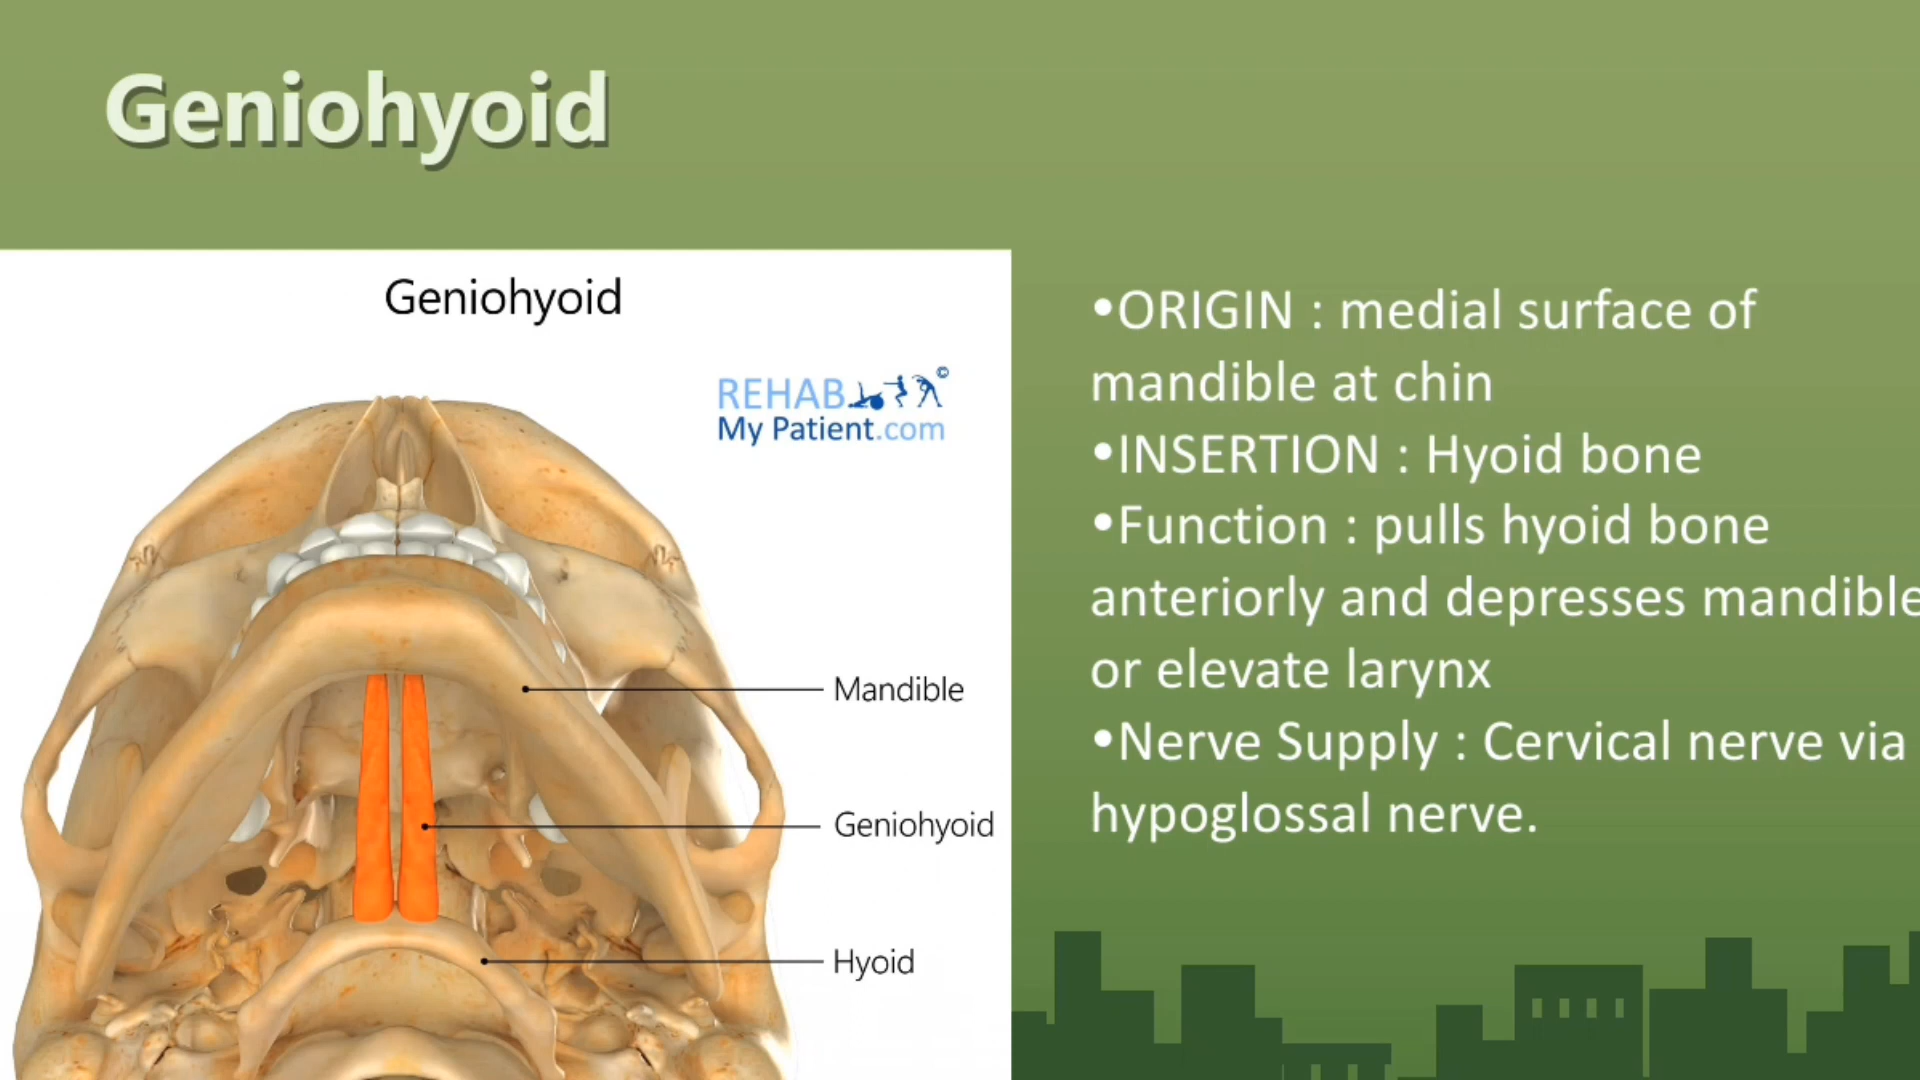 Geniohyoid
Geniohyoid
REHAB ©
My Patient.com
Mandible
Geniohyoid
Hyoid
•ORIGIN : medial surface of
mandible at chin
•INSERTION : Hyoid bone
•Function : pulls hyoid bone
anteriorly and depresses mandible
or elevate larynx
•Nerve Supply : Cervical nerve via
hypoglossal nerve.